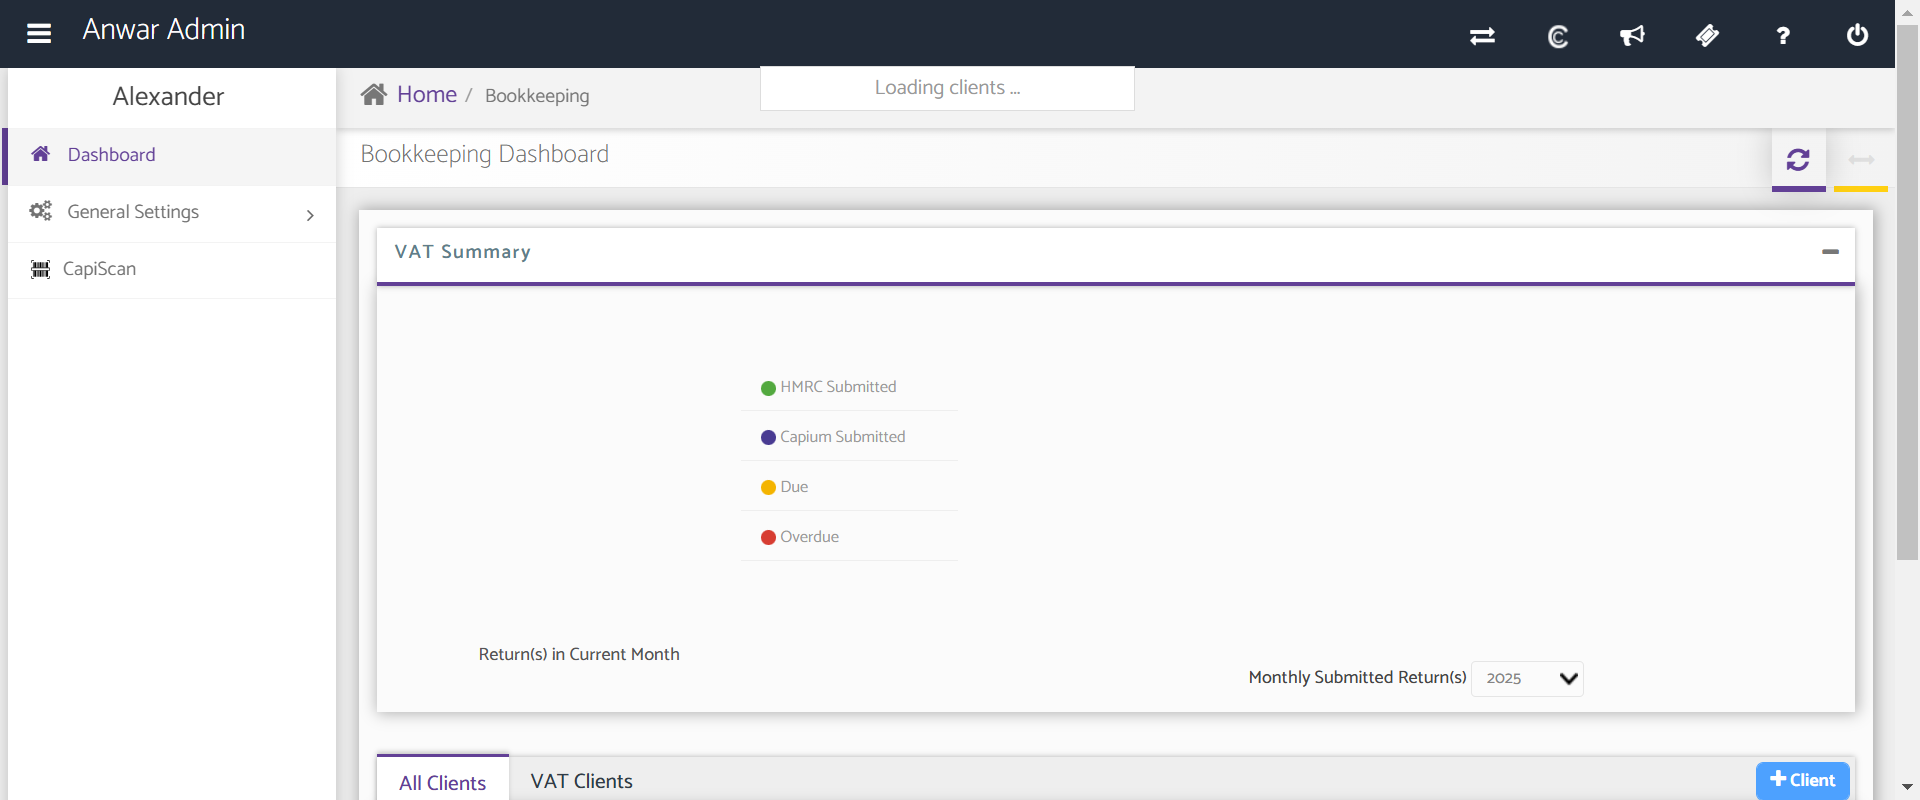 Anwar Admin
Alexander
Home / Bookkeeping
Loading clients ...
Dashboard
Bookkeeping Dashboard
General Settings
CapiScan
VAT Summary
HMRC Submitted
Capium Submitted
Due
Overdue
Return(s) in Current Month
Monthly Submitted Return(s) 2025
All Clients
VAT Clients
+ Client